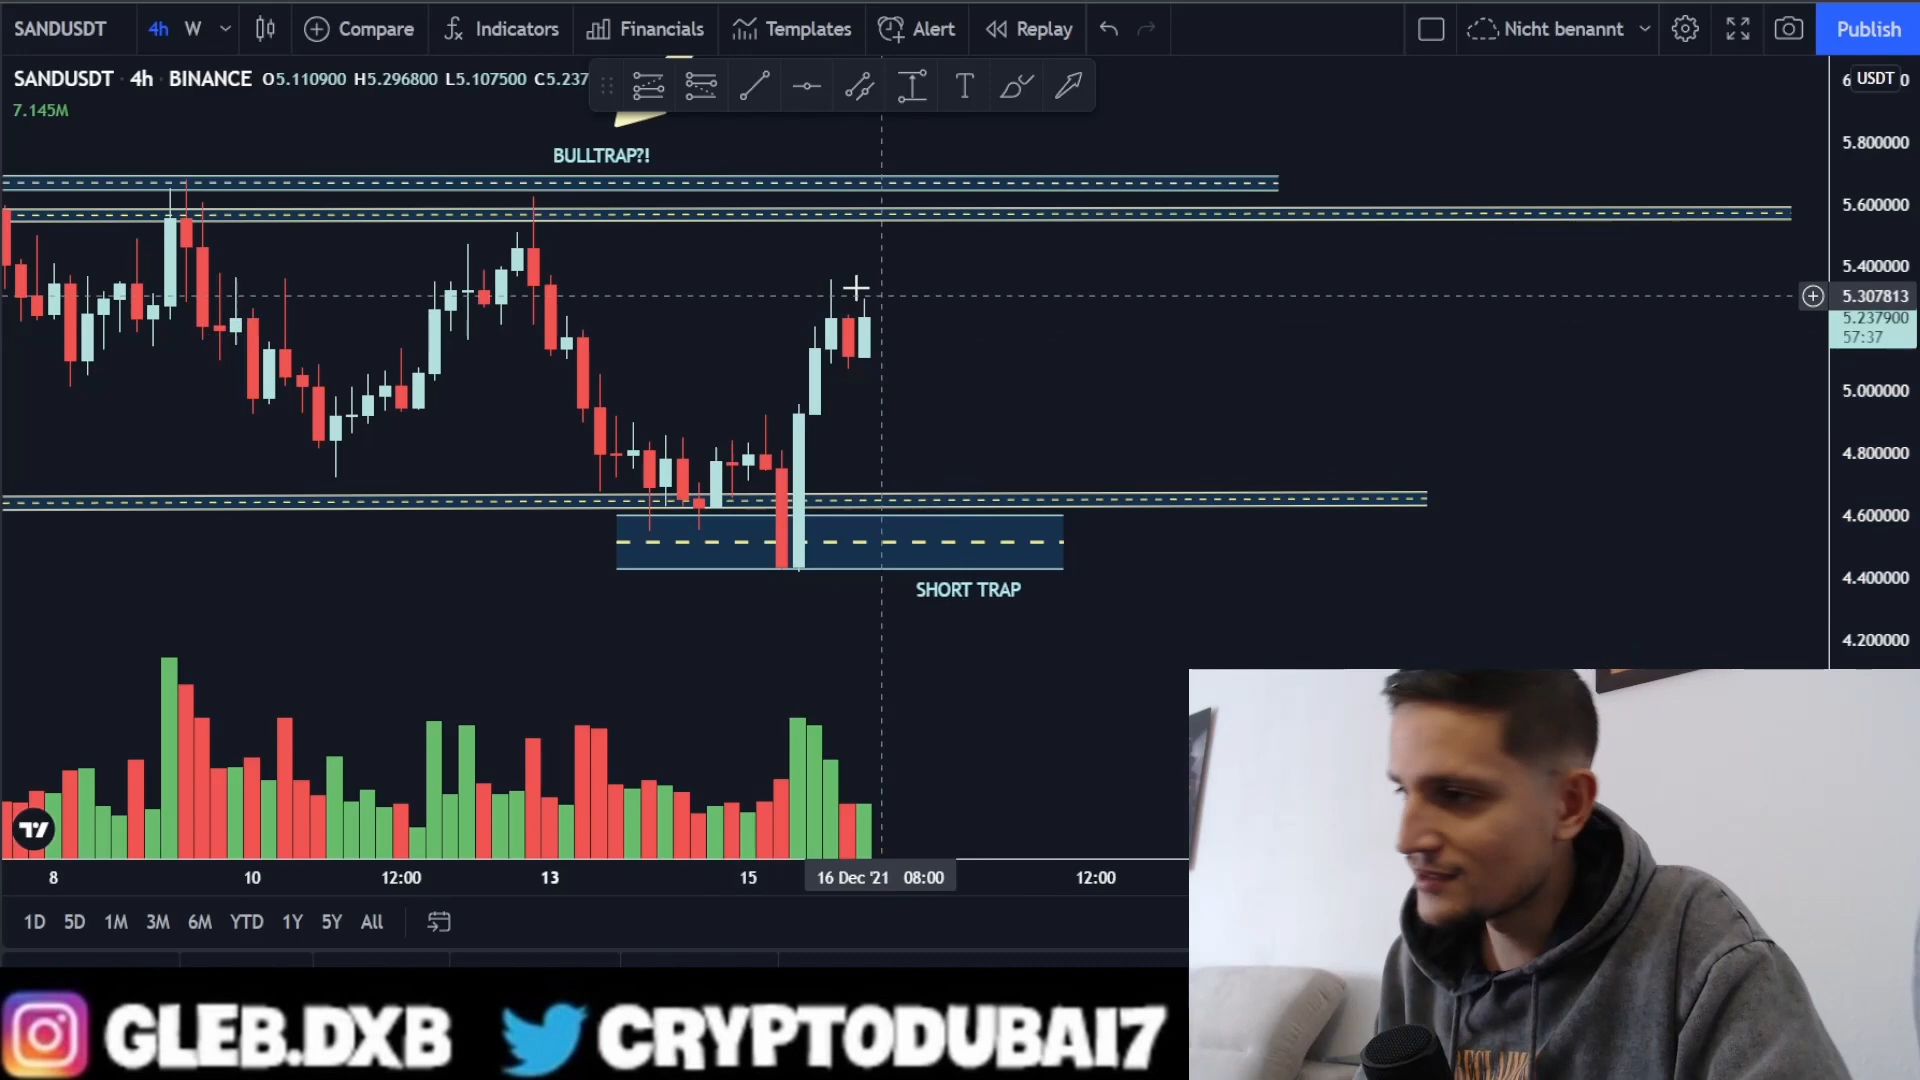 SANDUSDT 4h W Compare Indicators Financials Templates Alert Replay Nicht benannt Publish
SANDUSDT · 4h · BINANCE O5.110900 H5.296800 L5.107500 C5.237
7.145M
USDT
BULLTRAP?!
5.800000
5.600000
5.400000
5.307813
5.237900
57:37
5.000000
4.800000
4.600000
4.400000
SHORT TRAP
4.200000
8 10 12:00 13 15 16 Dec '21 08:00 12:00
1D 5D 1M 3M 6M YTD 1Y 5Y All
GLEB.DXB CRYPTODUBAI7